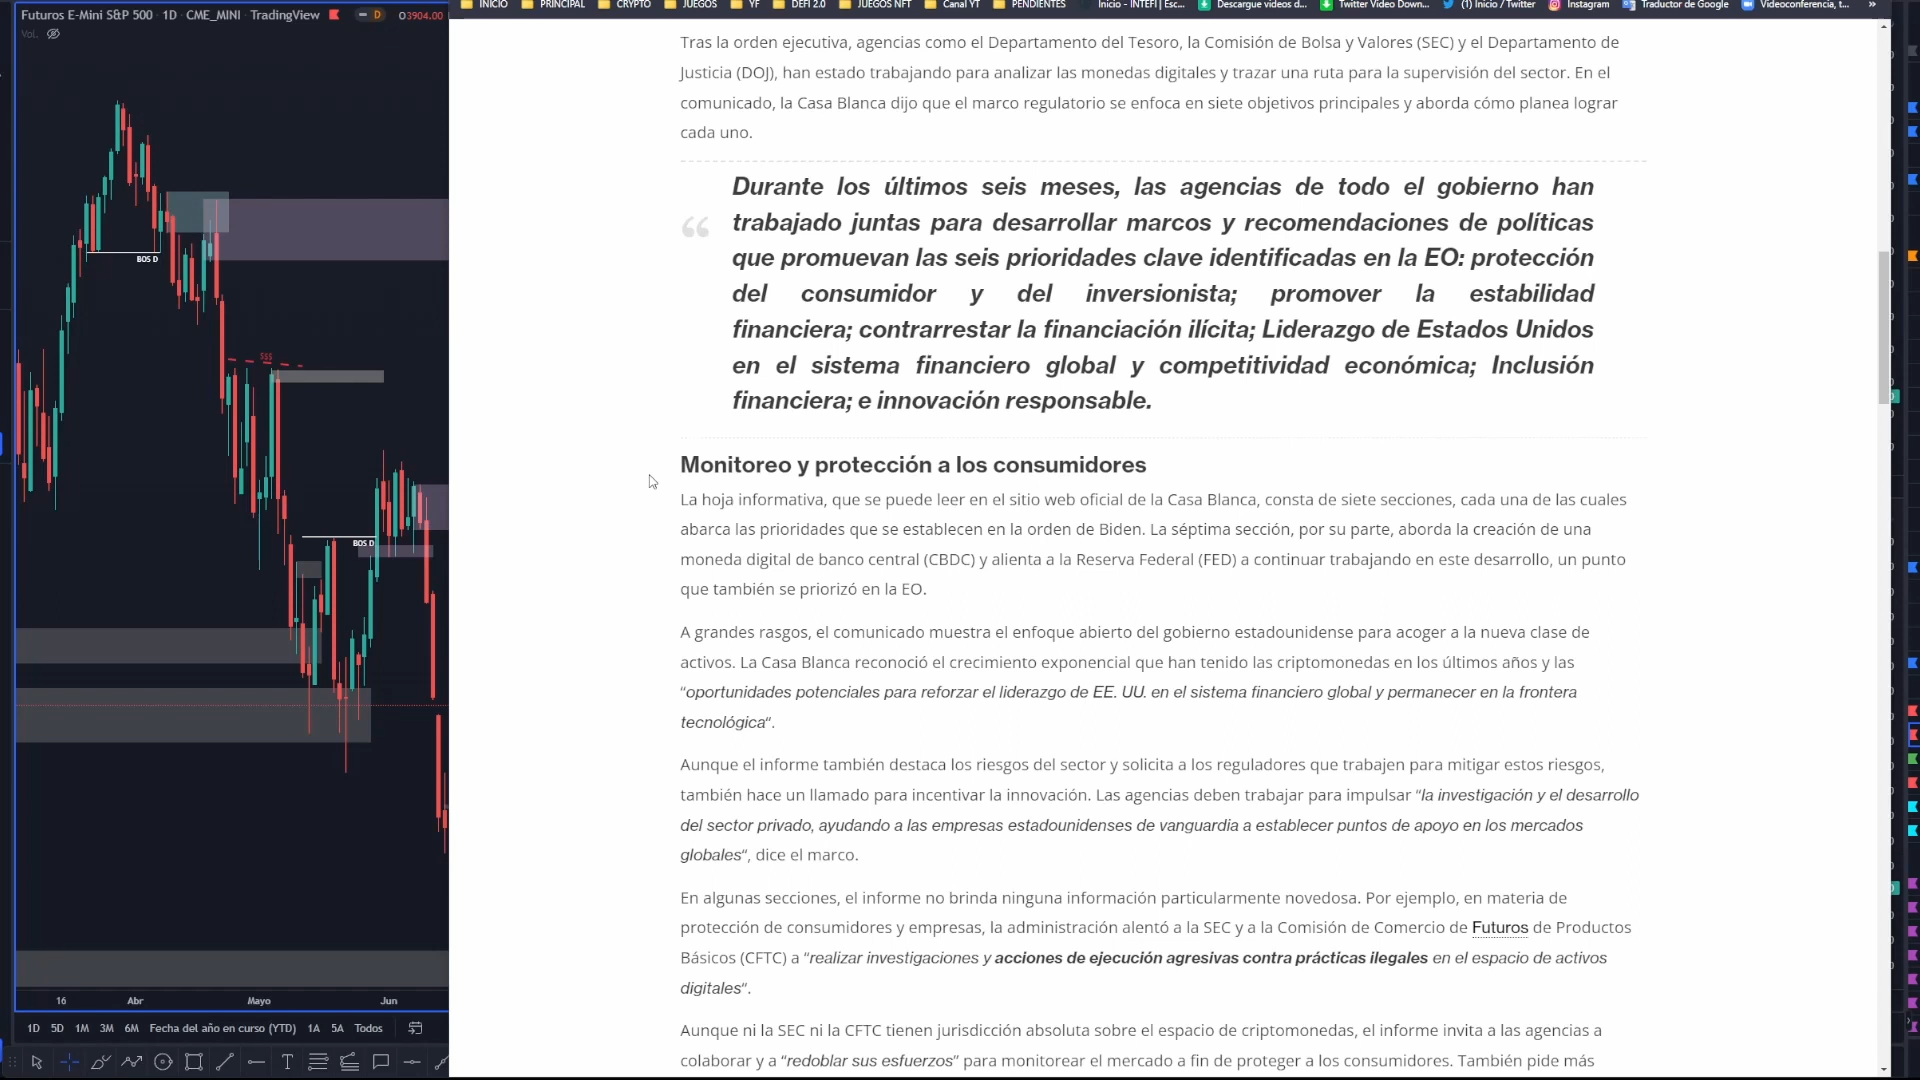 Futuros E-Mini S&P 500 · 1D · CME_MINI · TradingView D O3904.00
Vol.
INICIO PRINCIPAL CRYPTO JUEGOS YF DEFI 2.0 JUEGOS NFT Canal YT PENDIENTES Inicio - INTEFI | Esc... Descargue videos d... Twitter Video Down... (1) Inicio / Twitter Instagram Traductor de Google Videoconferencia, t... »
Tras la orden ejecutiva, agencias como el Departamento del Tesoro, la Comisión de Bolsa y Valores (SEC) y el Departamento de
Justicia (DOJ), han estado trabajando para analizar las monedas digitales y trazar una ruta para la supervisión del sector. En el
comunicado, la Casa Blanca dijo que el marco regulatorio se enfoca en siete objetivos principales y aborda cómo planea lograr
cada uno.
“
Durante los últimos seis meses, las agencias de todo el gobierno han
trabajado juntas para desarrollar marcos y recomendaciones de políticas
que promuevan las seis prioridades clave identificadas en la EO: protección
del consumidor y del inversionista; promover la estabilidad
financiera; contrarrestar la financiación ilícita; Liderazgo de Estados Unidos
en el sistema financiero global y competitividad económica; Inclusión
financiera; e innovación responsable.
Monitoreo y protección a los consumidores
La hoja informativa, que se puede leer en el sitio web oficial de la Casa Blanca, consta de siete secciones, cada una de las cuales
abarca las prioridades que se establecen en la orden de Biden. La séptima sección, por su parte, aborda la creación de una
moneda digital de banco central (CBDC) y alienta a la Reserva Federal (FED) a continuar trabajando en este desarrollo, un punto
que también se priorizó en la EO.
A grandes rasgos, el comunicado muestra el enfoque abierto del gobierno estadounidense para acoger a la nueva clase de
activos. La Casa Blanca reconoció el crecimiento exponencial que han tenido las criptomonedas en los últimos años y las
“oportunidades potenciales para reforzar el liderazgo de EE. UU. en el sistema financiero global y permanecer en la frontera
tecnológica“.
Aunque el informe también destaca los riesgos del sector y solicita a los reguladores que trabajen para mitigar estos riesgos,
también hace un llamado para incentivar la innovación. Las agencias deben trabajar para impulsar “la investigación y el desarrollo
del sector privado, ayudando a las empresas estadounidenses de vanguardia a establecer puntos de apoyo en los mercados
globales“, dice el marco.
En algunas secciones, el informe no brinda ninguna información particularmente novedosa. Por ejemplo, en materia de
protección de consumidores y empresas, la administración alentó a la SEC y a la Comisión de Comercio de Futuros de Productos
Básicos (CFTC) a “realizar investigaciones y acciones de ejecución agresivas contra prácticas ilegales en el espacio de activos
digitales“.
Aunque ni la SEC ni la CFTC tienen jurisdicción absoluta sobre el espacio de criptomonedas, el informe invita a las agencias a
colaborar y a “redoblar sus esfuerzos” para monitorear el mercado a fin de proteger a los consumidores. También pide más
BOS D
$$$
BOS D
16 Abr Mayo Jun
1D 5D 1M 3M 6M Fecha del año en curso (YTD) 1A 5A Todos